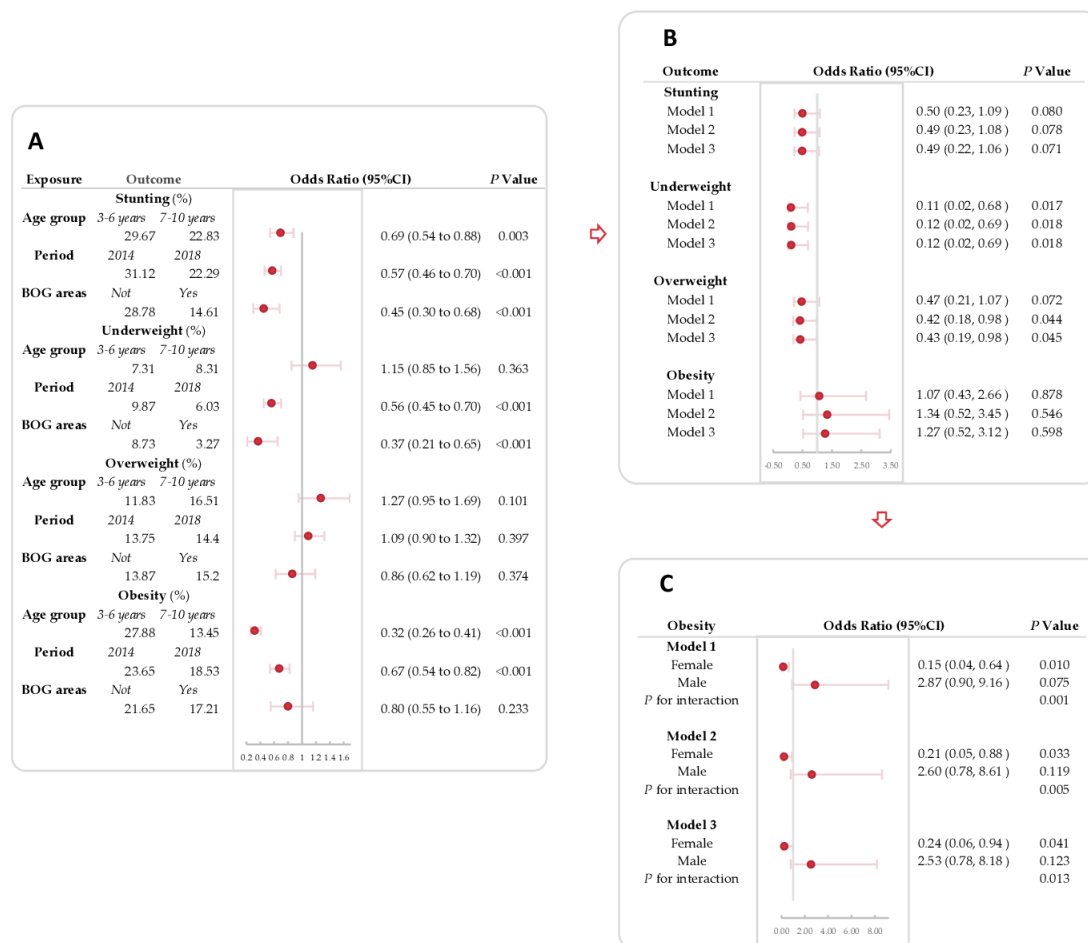 A
Exposure Outcome Odds Ratio (95%CI) P Value
Stunting (%)
Age group 3-6 years 7-10 years
29.67 22.83 0.69 (0.54 to 0.88) 0.003
Period 2014 2018
31.12 22.29 0.57 (0.46 to 0.70) <0.001
BOG areas Not Yes
28.78 14.61 0.45 (0.30 to 0.68) <0.001
Underweight (%)
Age group 3-6 years 7-10 years
7.31 8.31 1.15 (0.85 to 1.56) 0.363
Period 2014 2018
9.87 6.03 0.56 (0.45 to 0.70) <0.001
BOG areas Not Yes
8.73 3.27 0.37 (0.21 to 0.65) <0.001
Overweight (%)
Age group 3-6 years 7-10 years
11.83 16.51 1.27 (0.95 to 1.69) 0.101
Period 2014 2018
13.75 14.4 1.09 (0.90 to 1.32) 0.397
BOG areas Not Yes
13.87 15.2 0.86 (0.62 to 1.19) 0.374
Obesity (%)
Age group 3-6 years 7-10 years
27.88 13.45 0.32 (0.26 to 0.41) <0.001
Period 2014 2018
23.65 18.53 0.67 (0.54 to 0.82) <0.001
BOG areas Not Yes
21.65 17.21 0.80 (0.55 to 1.16) 0.233
0.2 0.4 0.6 0.8 1 1.2 1.4 1.6
B
Outcome Odds Ratio (95%CI) P Value
Stunting
Model 1 0.50 (0.23, 1.09 ) 0.080
Model 2 0.49 (0.23, 1.08 ) 0.078
Model 3 0.49 (0.22, 1.06 ) 0.071
Underweight
Model 1 0.11 (0.02, 0.68 ) 0.017
Model 2 0.12 (0.02, 0.69 ) 0.018
Model 3 0.12 (0.02, 0.69 ) 0.018
Overweight
Model 1 0.47 (0.21, 1.07 ) 0.072
Model 2 0.42 (0.18, 0.98 ) 0.044
Model 3 0.43 (0.19, 0.98 ) 0.045
Obesity
Model 1 1.07 (0.43, 2.66 ) 0.878
Model 2 1.34 (0.52, 3.45 ) 0.546
Model 3 1.27 (0.52, 3.12 ) 0.598
-0.50 0.50 1.50 2.50 3.50
C
Obesity Odds Ratio (95%CI) P Value
Model 1
Female 0.15 (0.04, 0.64 ) 0.010
Male 2.87 (0.90, 9.16 ) 0.075
P for interaction 0.001
Model 2
Female 0.21 (0.05, 0.88 ) 0.033
Male 2.60 (0.78, 8.61 ) 0.119
P for interaction 0.005
Model 3
Female 0.24 (0.06, 0.94 ) 0.041
Male 2.53 (0.78, 8.18 ) 0.123
P for interaction 0.013
0.00 2.00 4.00 6.00 8.00